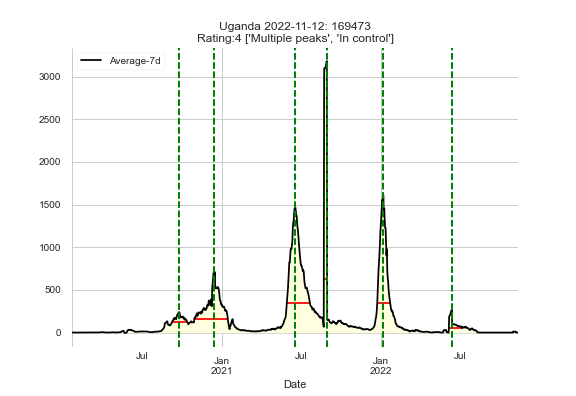 Uganda 2022-11-12: 169473
Rating:4 ['Multiple peaks', 'In control']
Average-7d
3000
2500
2000
1500
1000
500
0
Jul
Jan
2021
Jul
Jan
2022
Jul
Date